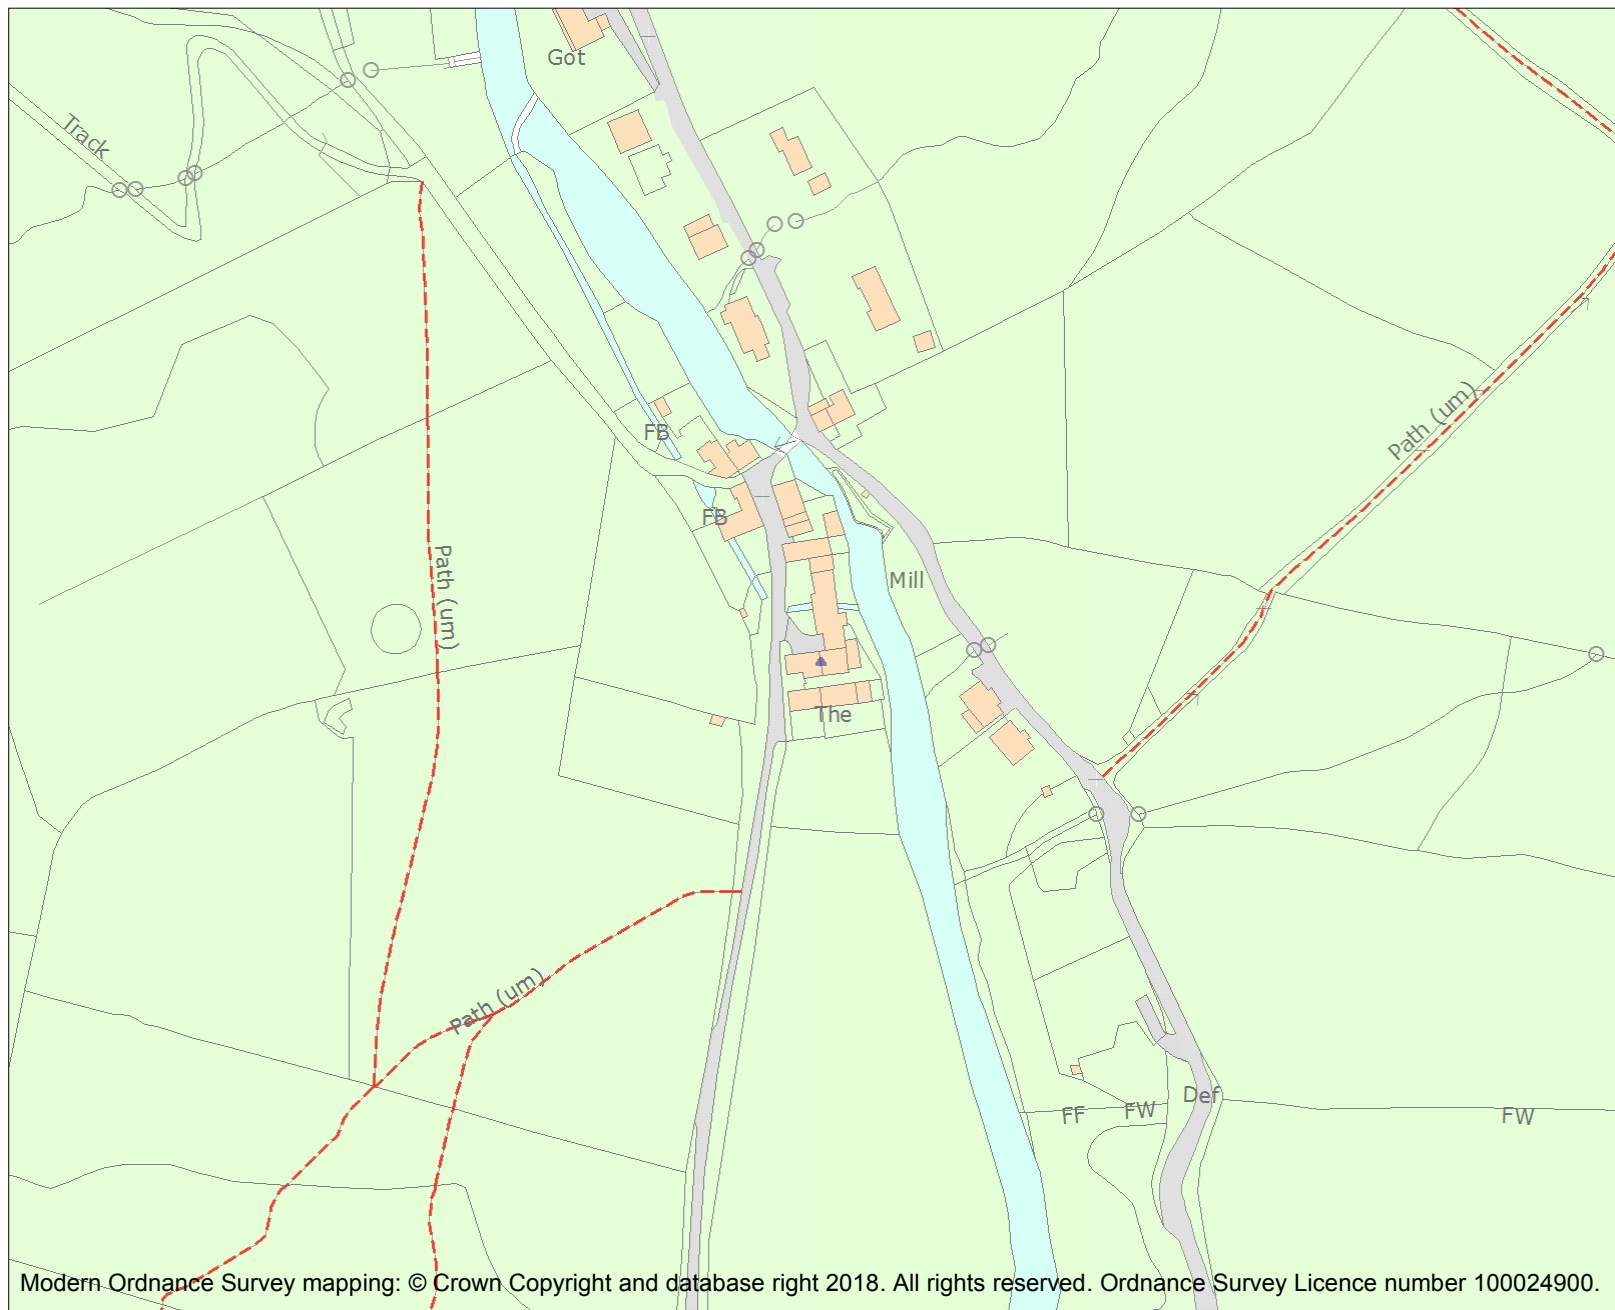 Got
Track
FB
Path (um)
FB
Path (um)
Mill
The
Path (um)
Def
FF
FW
FW
Modern Ordnance Survey mapping: © Crown Copyright and database right 2018. All rights reserved. Ordnance Survey Licence number 100024900.